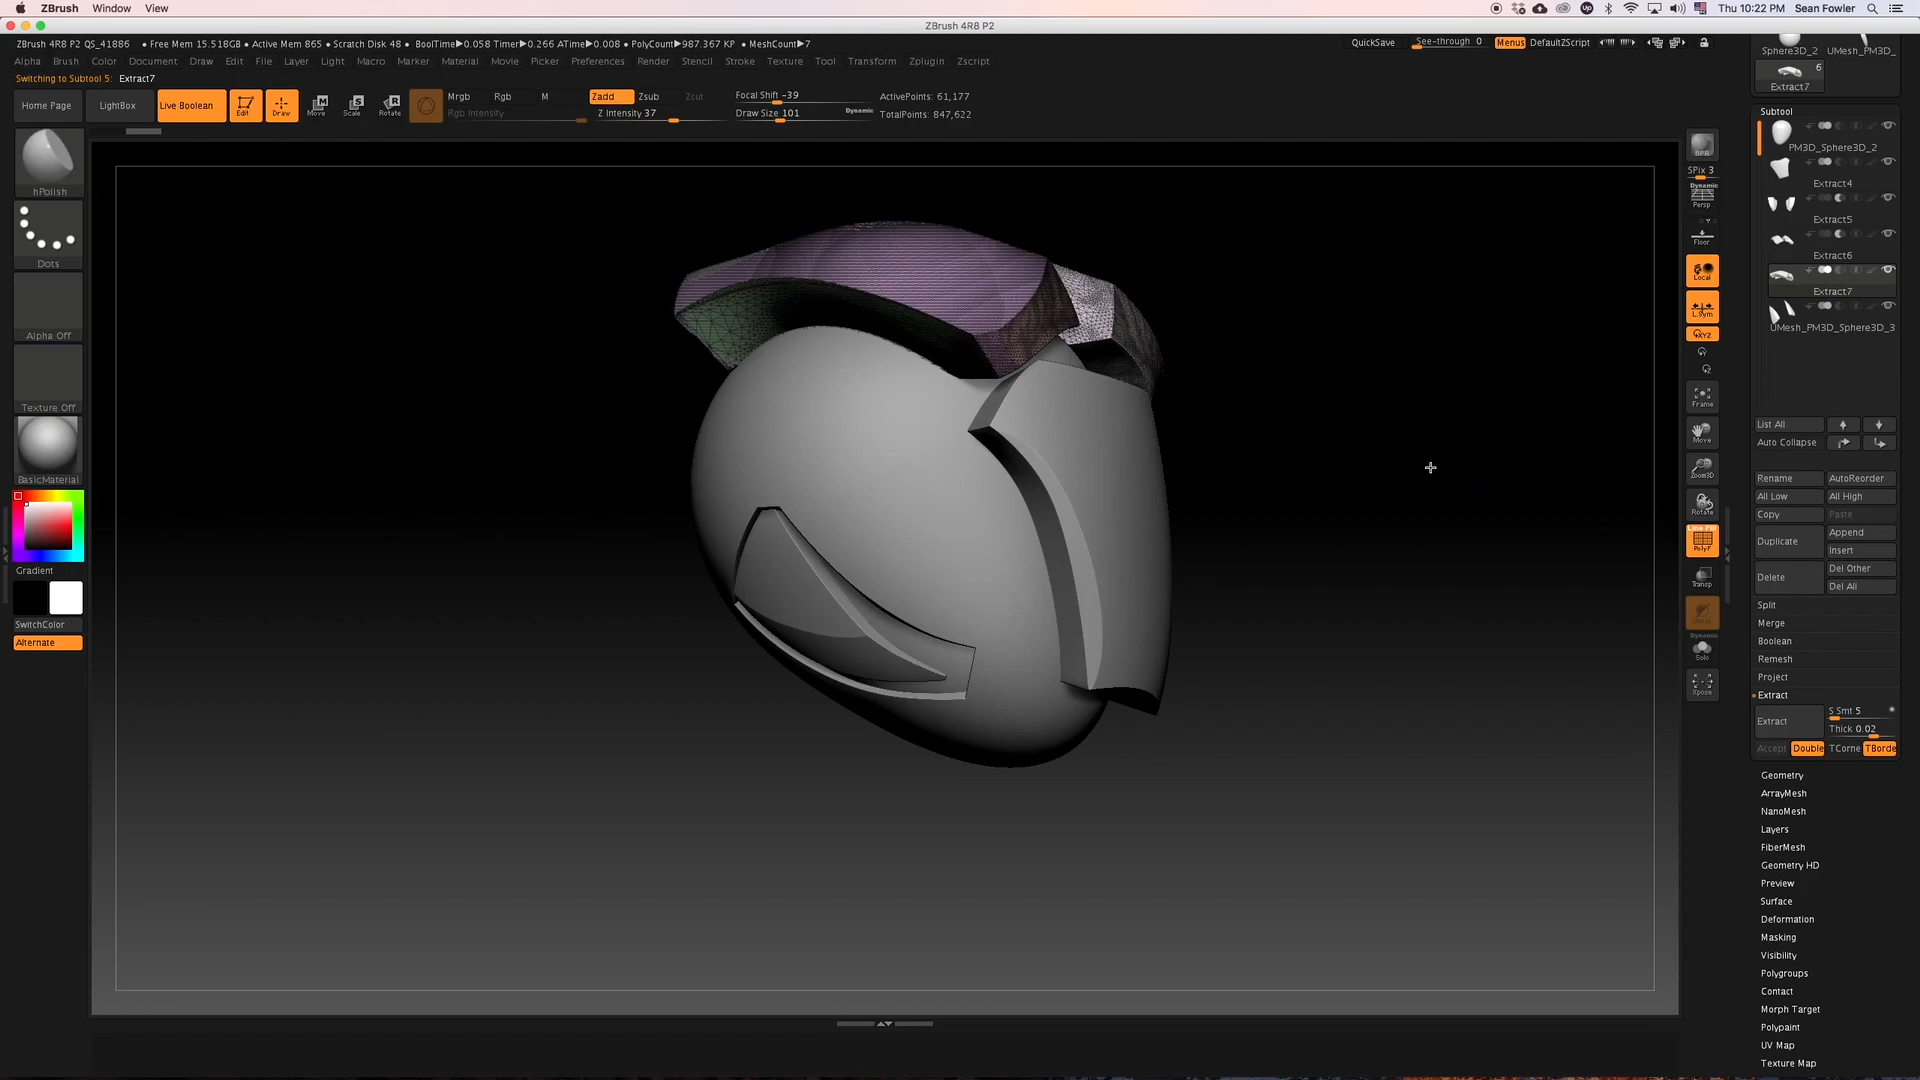 ZBrush Window View Thu 10:22 PM Sean Fowler
ZBrush 4R8 P2
ZBrush 4R8 P2 QS_41886 • Free Mem 15.518GB • Active Mem 865 • Scratch Disk 48 • BoolTime▶0.058 Timer▶0.266 ATime▶0.008 • PolyCount▶987.367 KP • MeshCount▶7 QuickSave See-through 0 Menus DefaultZScript
Alpha Brush Color Document Draw Edit File Layer Light Macro Marker Material Movie Picker Preferences Render Stencil Stroke Texture Tool Transform Zplugin Zscript
Switching to Subtool 5: Extract7
Home Page LightBox Live Boolean Edit Draw Move Scale Rotate
Mrgb Rgb M Zadd Zsub Zcut Focal Shift -39 ActivePoints: 61,177
Rgb Intensity Z Intensity 37 Draw Size 101 Dynamic TotalPoints: 847,622
hPolish
Dots
Alpha Off
Texture Off
BasicMaterial
Gradient
SwitchColor
Alternate
BPR
SPix 3
Dynamic
Persp
Floor
Local
L.Sym
XYZ
Frame
Move
Zoom3D
Rotate
Line Fill
PolyF
Transp
Dynamic
Solo
Xpose
Sphere3D_2 UMesh_PM3D_
6
Extract7
Subtool
PM3D_Sphere3D_2
Extract4
Extract5
Extract6
Extract7
UMesh_PM3D_Sphere3D_3
List All
Auto Collapse
Rename AutoReorder
All Low All High
Copy Paste
Duplicate Append
Insert
Delete Del Other
Del All
Split
Merge
Boolean
Remesh
Project
Extract
Extract S Smt 5
Thick 0.02
Accept Double TCorne TBorde
Geometry
ArrayMesh
NanoMesh
Layers
FiberMesh
Geometry HD
Preview
Surface
Deformation
Masking
Visibility
Polygroups
Contact
Morph Target
Polypaint
UV Map
Texture Map